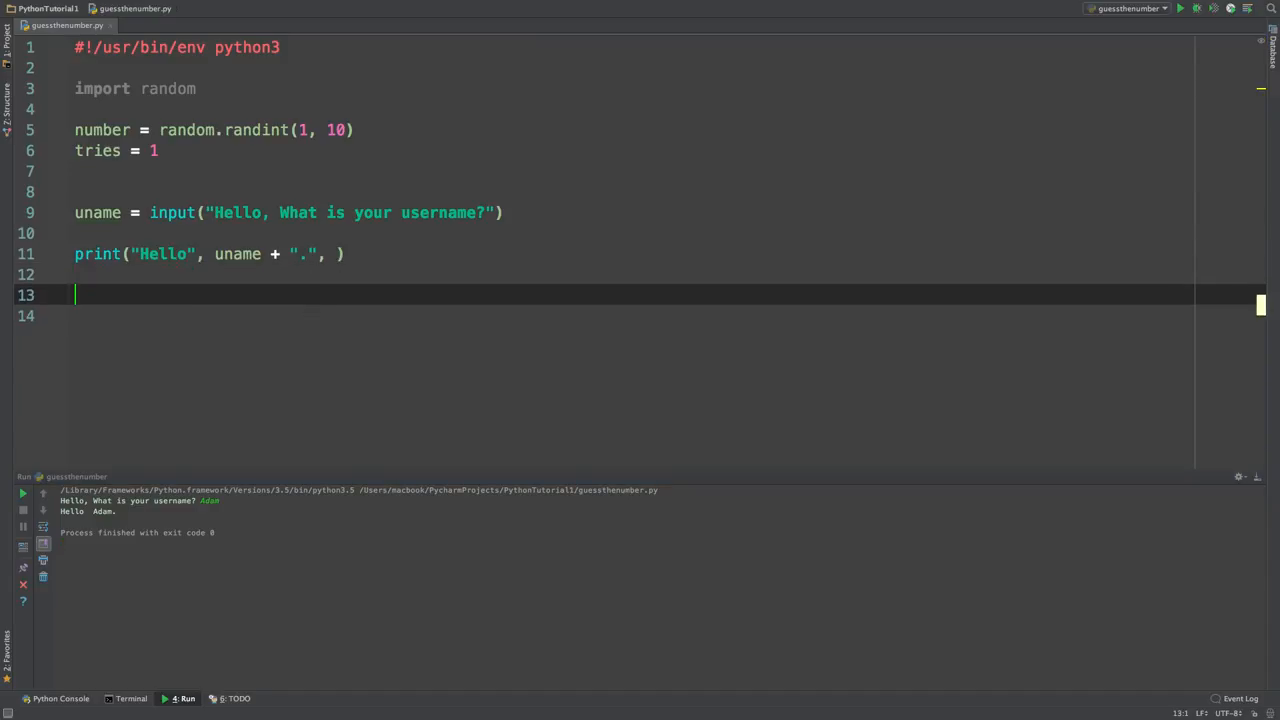 PythonTutorial1 guessthenumber.py guessthenumber
guessthenumber.py
1: Project
Z: Structure
2: Favorites
Database
1 #!/usr/bin/env python3
2
3 import random
4
5 number = random.randint(1, 10)
6 tries = 1
7
8
9 uname = input("Hello, What is your username?")
10
11 print("Hello", uname + ".", )
12
13
14
Run guessthenumber
/Library/Frameworks/Python.framework/Versions/3.5/bin/python3.5 /Users/macbook/PycharmProjects/PythonTutorial1/guessthenumber.py
Hello, What is your username? Adam
Hello  Adam.
Process finished with exit code 0
Python Console Terminal 4: Run 6: TODO Event Log
13:1 LF÷ UTF-8÷